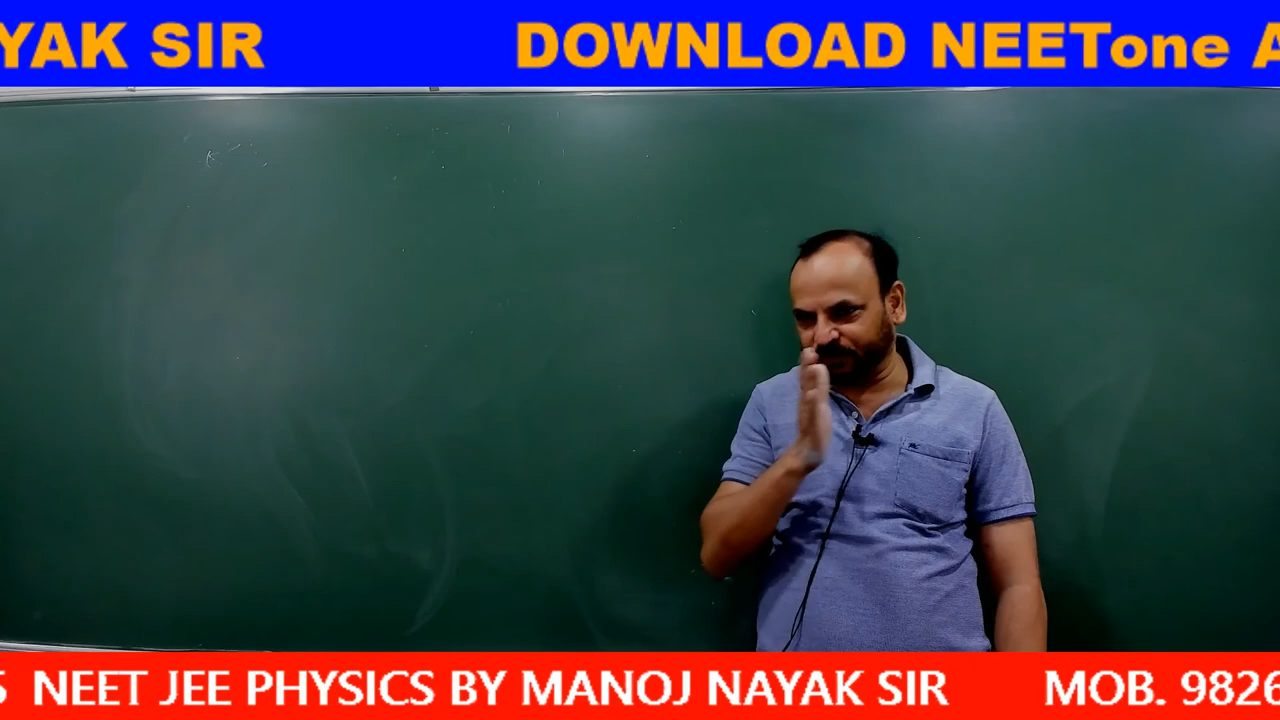 YAK SIR DOWNLOAD NEETone A
S NEET JEE PHYSICS BY MANOJ NAYAK SIR MOB. 9826